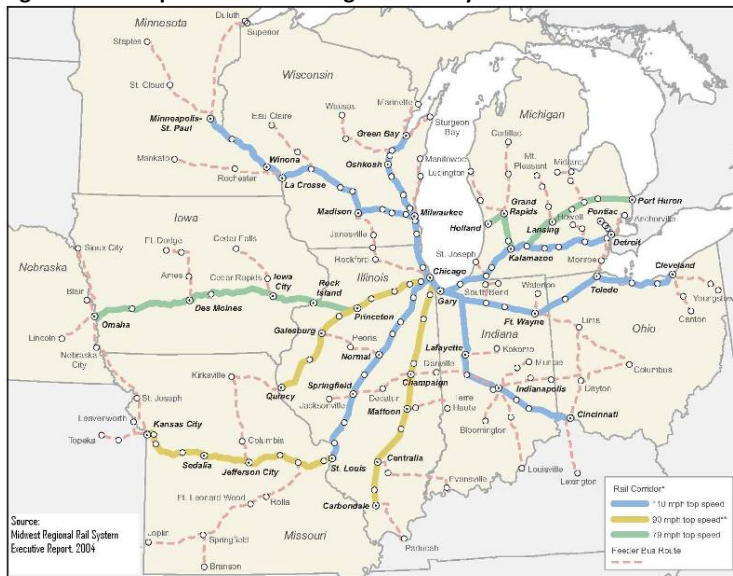 Minnesota
Duluth
Superior
Staples
St. Cloud
Wisconsin
Minneapolis-
St. Paul
Eau Claire
Wausau
Marinette
Green Bay
Sturgeon
Bay
Michigan
Cadillac
Mankato
Rochester
Winona
La Crosse
Oshkosh
Manitowoc
Ludington
Mt.
Pleasant
Midland
Madison
Milwaukee
Grand
Rapids
Holland
Lansing
Howell
Pontiac
Port Huron
Anchorville
Detroit
Iowa
Janesville
Rockford
Kalamazoo
Monroe
Cleveland
Sioux City
Ft. Dodge
Cedar Falls
St. Joseph
Chicago
Gary
South Bend
Toledo
Nebraska
Blair
Ames
Cedar Rapids
Iowa
City
Rock
Island
Illinois
Waterloo
Youngstown
Canton
Omaha
Des Moines
Princeton
Ft. Wayne
Lima
Ohio
Lincoln
Nebraska
City
Galesburg
Peoria
Normal
Indiana
Lafayette
Kokomo
Muncie
Columbus
Kirksville
Quincy
Springfield
Danville
Champaign
Indianapolis
Dayton
St. Joseph
Jacksonville
Decatur
Mattoon
Terre
Haute
Cincinnati
Leavenworth
Topeka
Kansas City
Columbia
Bloomington
Sedalia
Jefferson City
St. Louis
Centralia
Louisville
Lexington
Evansville
Ft. Leonard Wood
Rolla
Carbondale
Missouri
Joplin
Springfield
Branson
Paducah
Source:
Midwest Regional Rail System
Executive Report, 2004
Rail Corridor*
110 mph top speed
90 mph top speed**
79 mph top speed
Feeder Bus Route